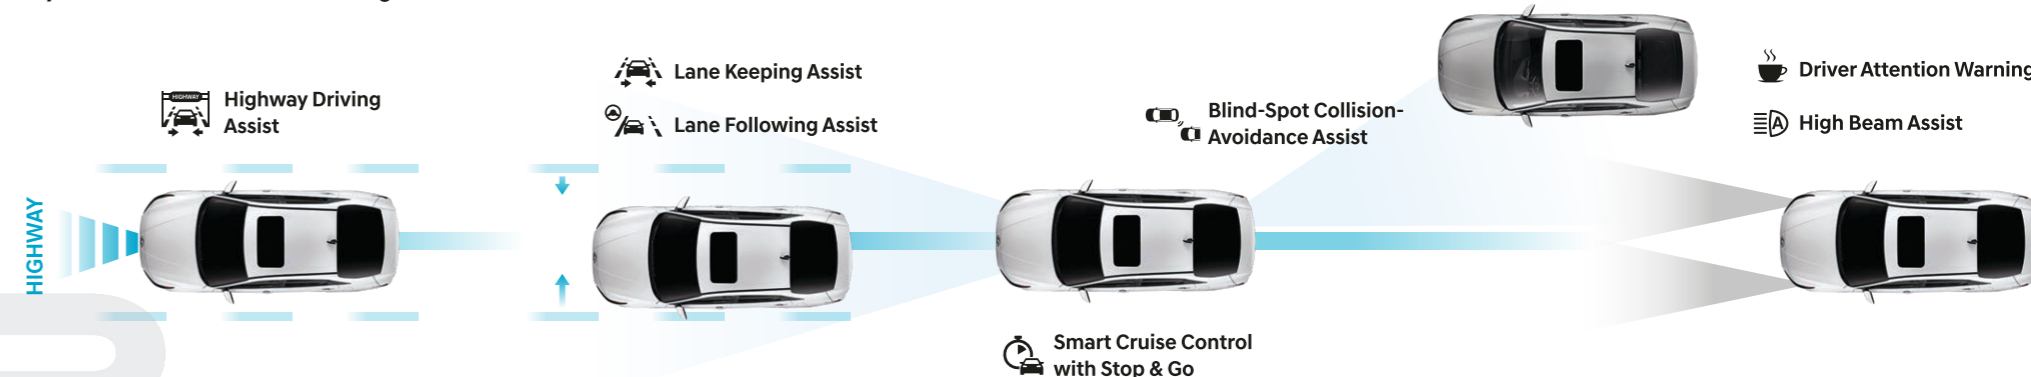 HIGHWAY
HIGHWAY
Highway Driving
Assist
Lane Keeping Assist
Lane Following Assist
Blind-Spot Collision-
Avoidance Assist
Smart Cruise Control
with Stop & Go
Driver Attention Warning
A
High Beam Assist